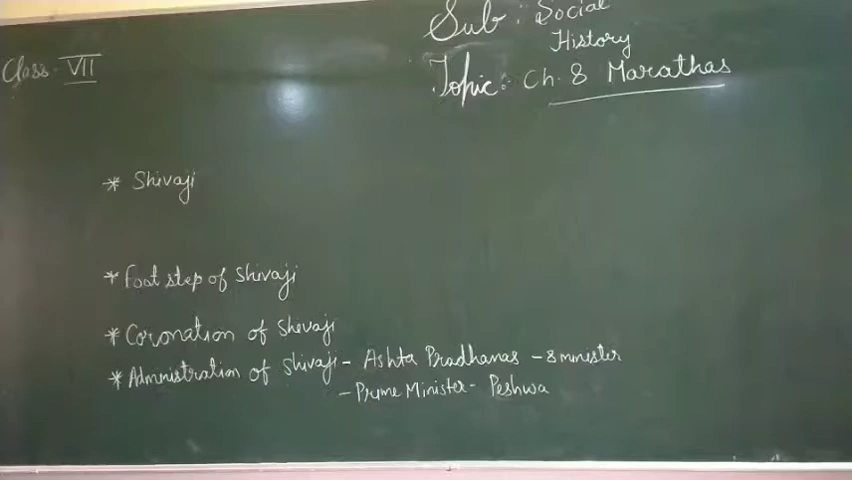 Sub : Social
History
Class - VII
Topic : Ch. 8 Marathas
* Shivaji
* Foot step of Shivaji
* Coronation of Shivaji
* Administration of Shivaji - Ashta Pradhanas - 8 minister
- Prime Minister - Peshwa